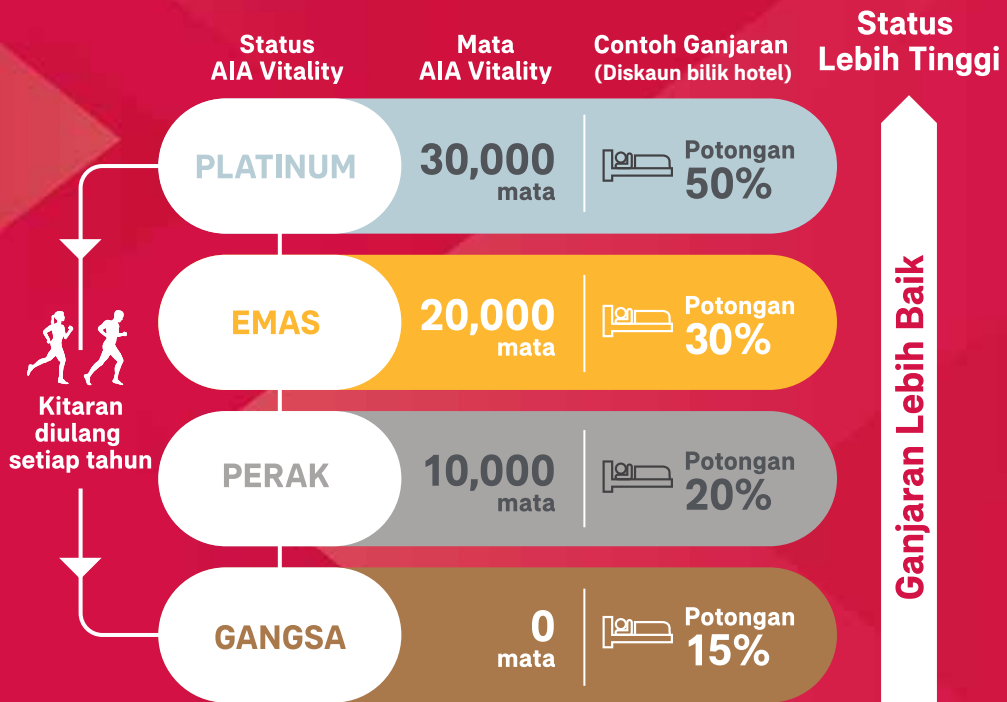 Status
AIA Vitality
Mata
AIA Vitality
Contoh Ganjaran
(Diskaun bilik hotel)
Status
Lebih Tinggi
PLATINUM
30,000
mata
Potongan
50%
EMAS
20,000
mata
Potongan
30%
Kitaran
diulang
setiap tahun
PERAK
10,000
mata
Potongan
20%
GANGSA
0
mata
Potongan
15%
Ganjaran Lebih Baik